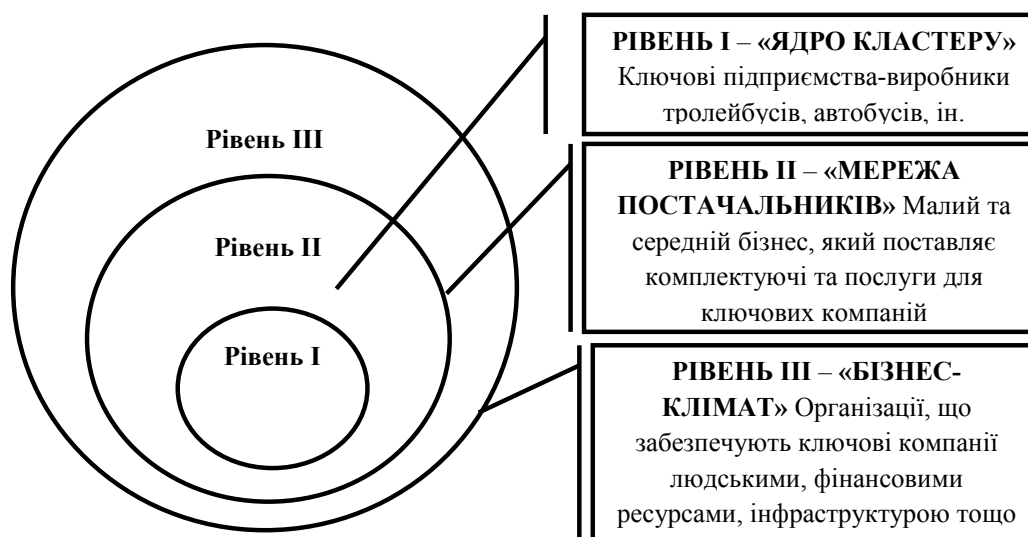 Рівень III
Рівень II
Рівень I
РІВЕНЬ I – «ЯДРО КЛАСТЕРУ»
Ключові підприємства-виробники
тролейбусів, автобусів, ін.
РІВЕНЬ II – «МЕРЕЖА
ПОСТАЧАЛЬНИКІВ» Малий та
середній бізнес, який поставляє
комплектуючі та послуги для
ключових компаній
РІВЕНЬ III – «БІЗНЕС-
КЛІМАТ» Організації, що
забезпечують ключові компанії
людськими, фінансовими
ресурсами, інфраструктурою тощо